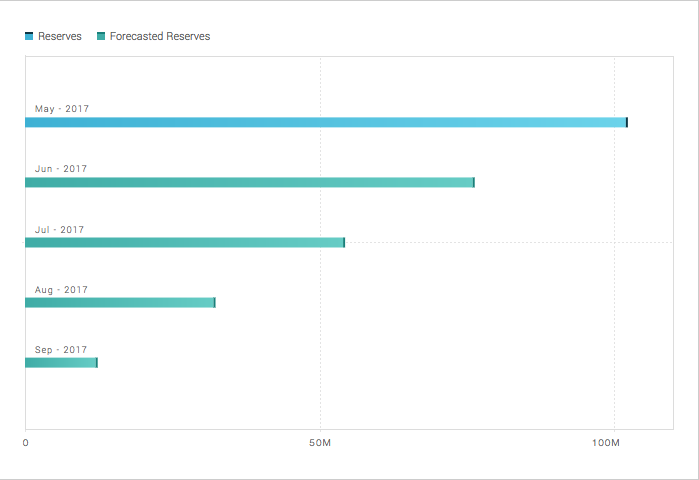 Reserves Forecasted Reserves
May - 2017
Jun - 2017
Jul - 2017
Aug - 2017
Sep - 2017
0 50M 100M